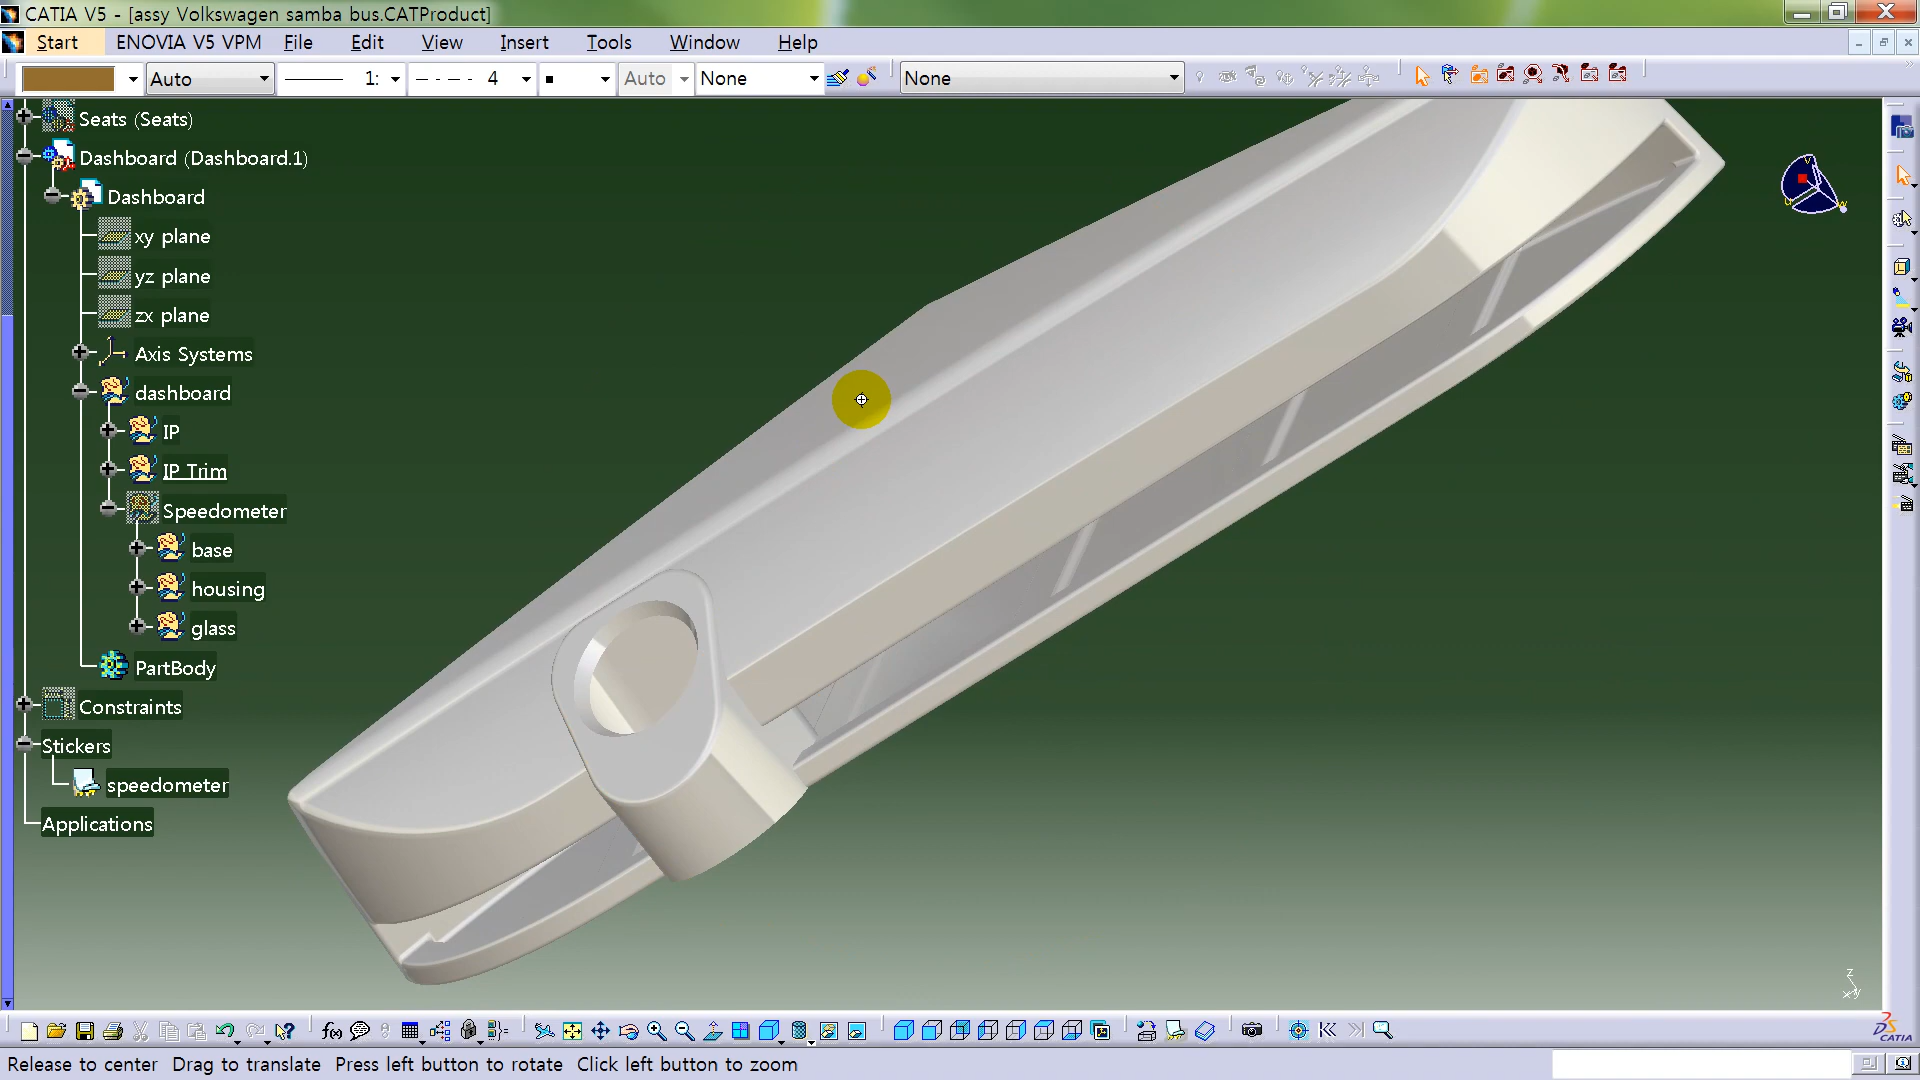 CATIA V5 - [assy Volkswagen samba bus.CATProduct]
Start ENOVIA V5 VPM File Edit View Insert Tools Window Help
Auto 1: 4 Auto None None
Seats (Seats)
Dashboard (Dashboard.1)
Dashboard
xy plane
yz plane
zx plane
Axis Systems
dashboard
IP
IP Trim
Speedometer
base
housing
glass
PartBody
Constraints
Stickers
speedometer
Applications
z
x y
f(x)
CATIA
Release to center Drag to translate Press left button to rotate Click left button to zoom